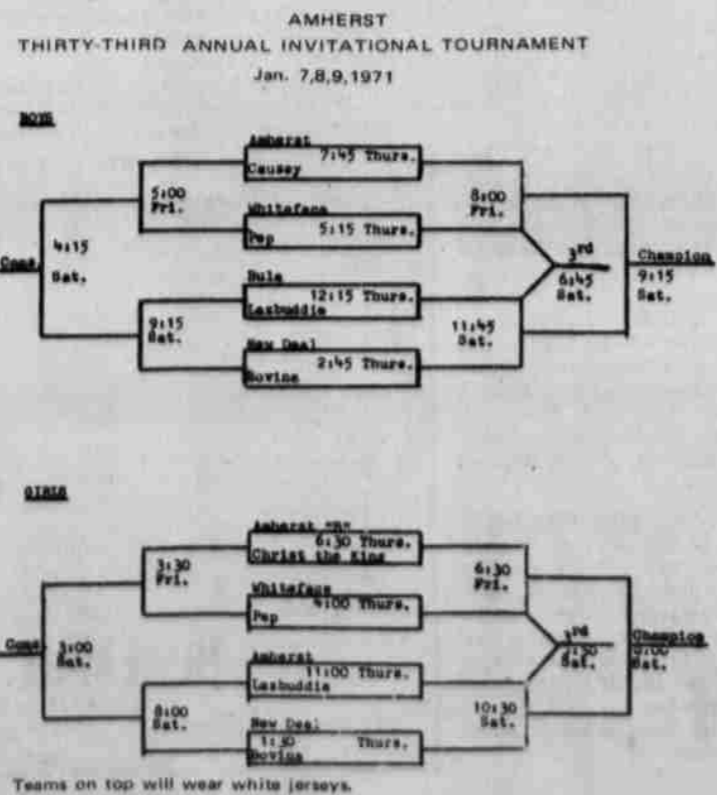 AMHERST
THIRTY-THIRD ANNUAL INVITATIONAL TOURNAMENT
Jan. 7,8,9,1971
BOYS
Amherst
7:45 Thurs.
Causey
5:00
Fri.
8:00
Fri.
Whiteface
5:15 Thurs.
Pep
4:15
Sat.
Cons.
3rd
6:45
Sat.
Champion
9:15
Sat.
Bula
12:15 Thurs.
Lazbuddie
9:15
Sat.
11:45
Sat.
New Deal
2:45 Thurs.
Bovina
GIRLS
Amherst "B"
6:30 Thurs.
Christ the King
3:30
Fri.
6:30
Fri.
Whiteface
4:00 Thurs.
Pep
Cons.
3:00
Sat.
3rd
Sat.
Champion
Sat.
Amherst
11:00 Thurs.
Lazbuddie
8:00
Sat.
10:30
Sat.
New Deal
1:30 Thurs.
Bovina
Teams on top will wear white jerseys.